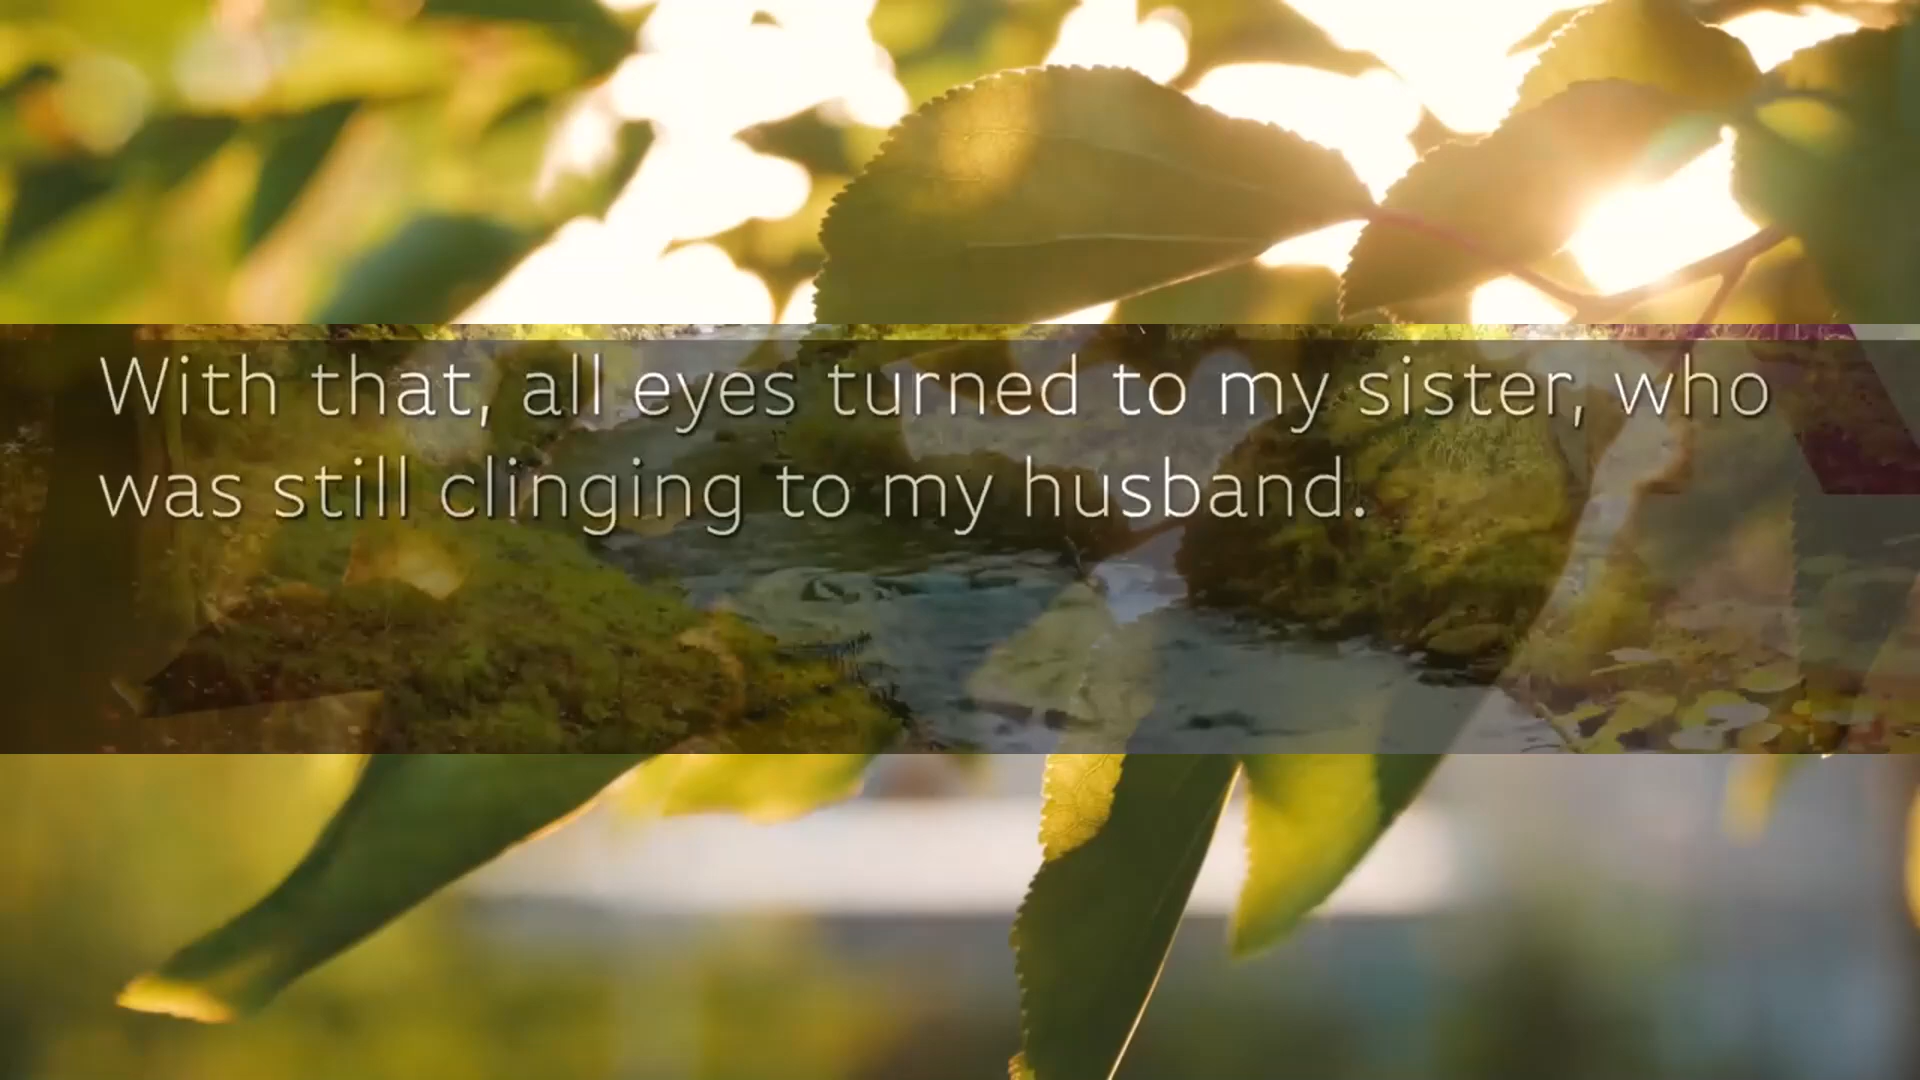 With that, all eyes turned to my sister, who
was still clinging to my husband.